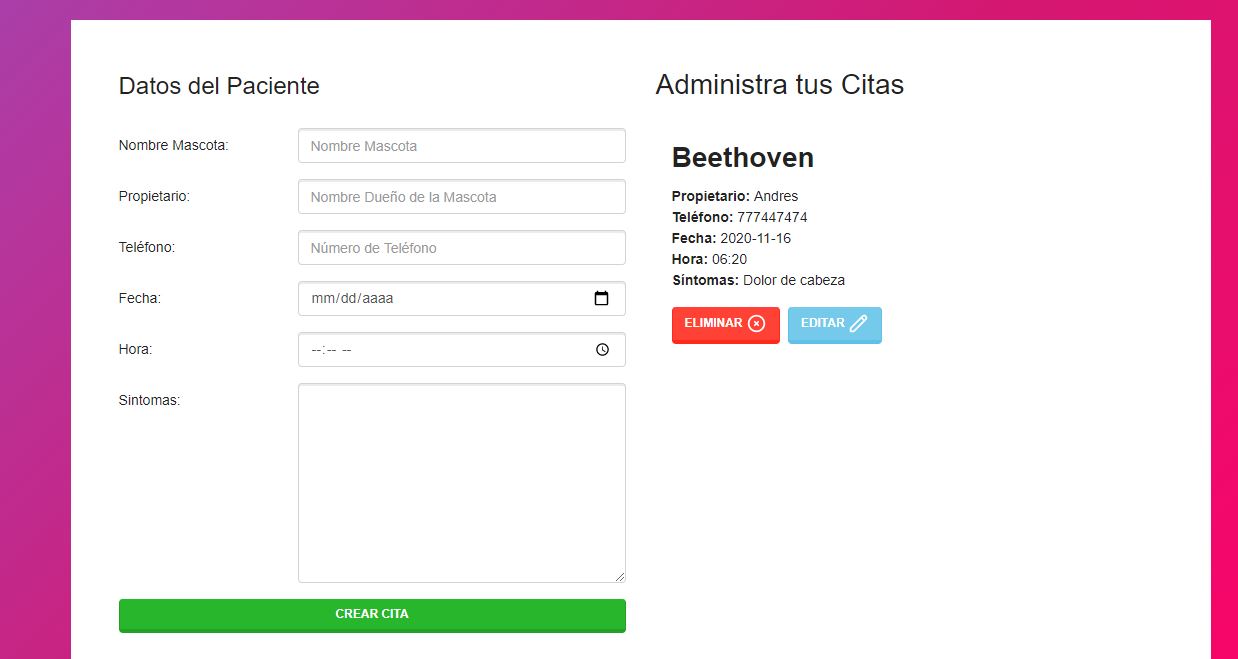 Datos del Paciente
Nombre Mascota:
Nombre Mascota
Propietario:
Nombre Dueño de la Mascota
Teléfono:
Número de Teléfono
Fecha:
mm/dd/aaaa
Hora:
--:-- --
Sintomas:
CREAR CITA
Administra tus Citas
Beethoven
Propietario: Andres
Teléfono: 777447474
Fecha: 2020-11-16
Hora: 06:20
Síntomas: Dolor de cabeza
ELIMINAR
EDITAR